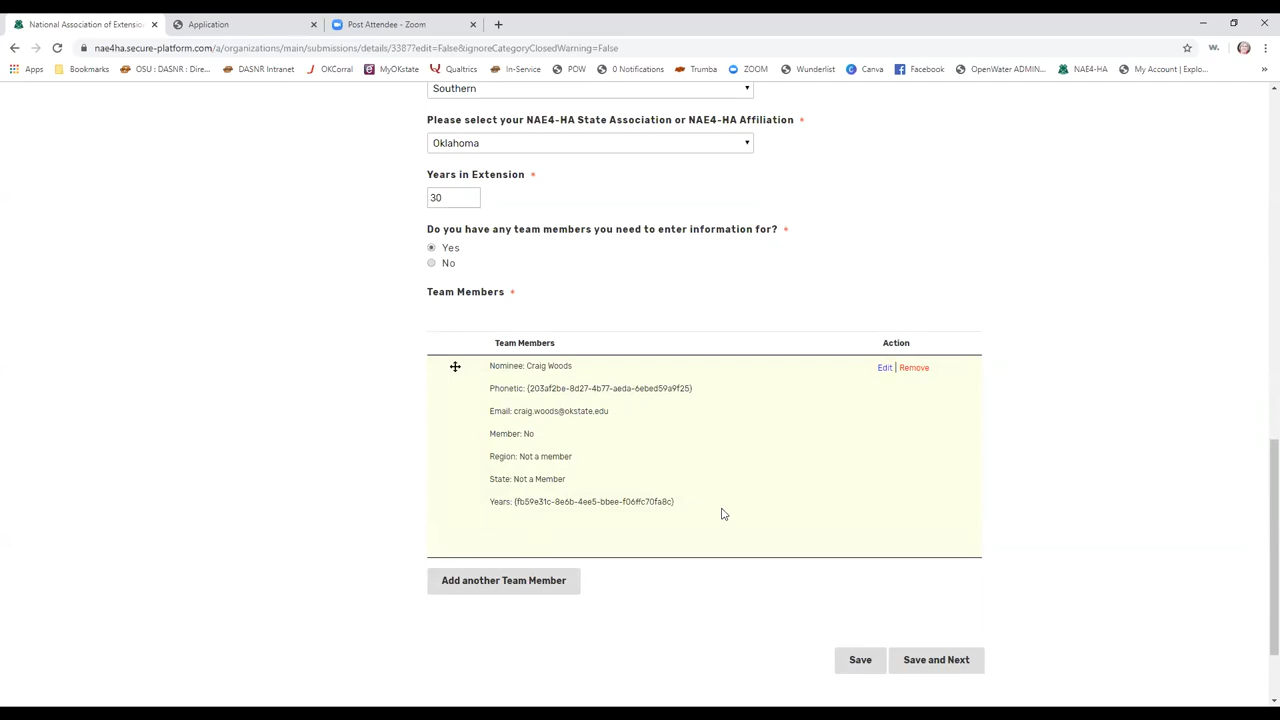 National Association of Extensio
Application
Post Attendee - Zoom
nae4ha.secure-platform.com/a/organizations/main/submissions/details/3387?edit=False&ignoreCategoryClosedWarning=False
W.
Apps
Bookmarks
OSU : DASNR : Dire...
DASNR Intranet
OKCorral
MyOKstate
Qualtrics
In-Service
POW
0 Notifications
Trumba
ZOOM
Wunderlist
Canva
Facebook
OpenWater ADMIN...
NAE4-HA
My Account | Explo...
»
Southern
Please select your NAE4-HA State Association or NAE4-HA Affiliation *
Oklahoma
Years in Extension *
30
Do you have any team members you need to enter information for? *
Yes
No
Team Members *
Team Members Action
Nominee: Craig Woods Edit | Remove
Phonetic: {203af2be-8d27-4b77-aeda-6ebed59a9f25}
Email: craig.woods@okstate.edu
Member: No
Region: Not a member
State: Not a Member
Years: {fb59e31c-8e6b-4ee5-bbee-f06ffc70fa8c}
Add another Team Member
Save Save and Next